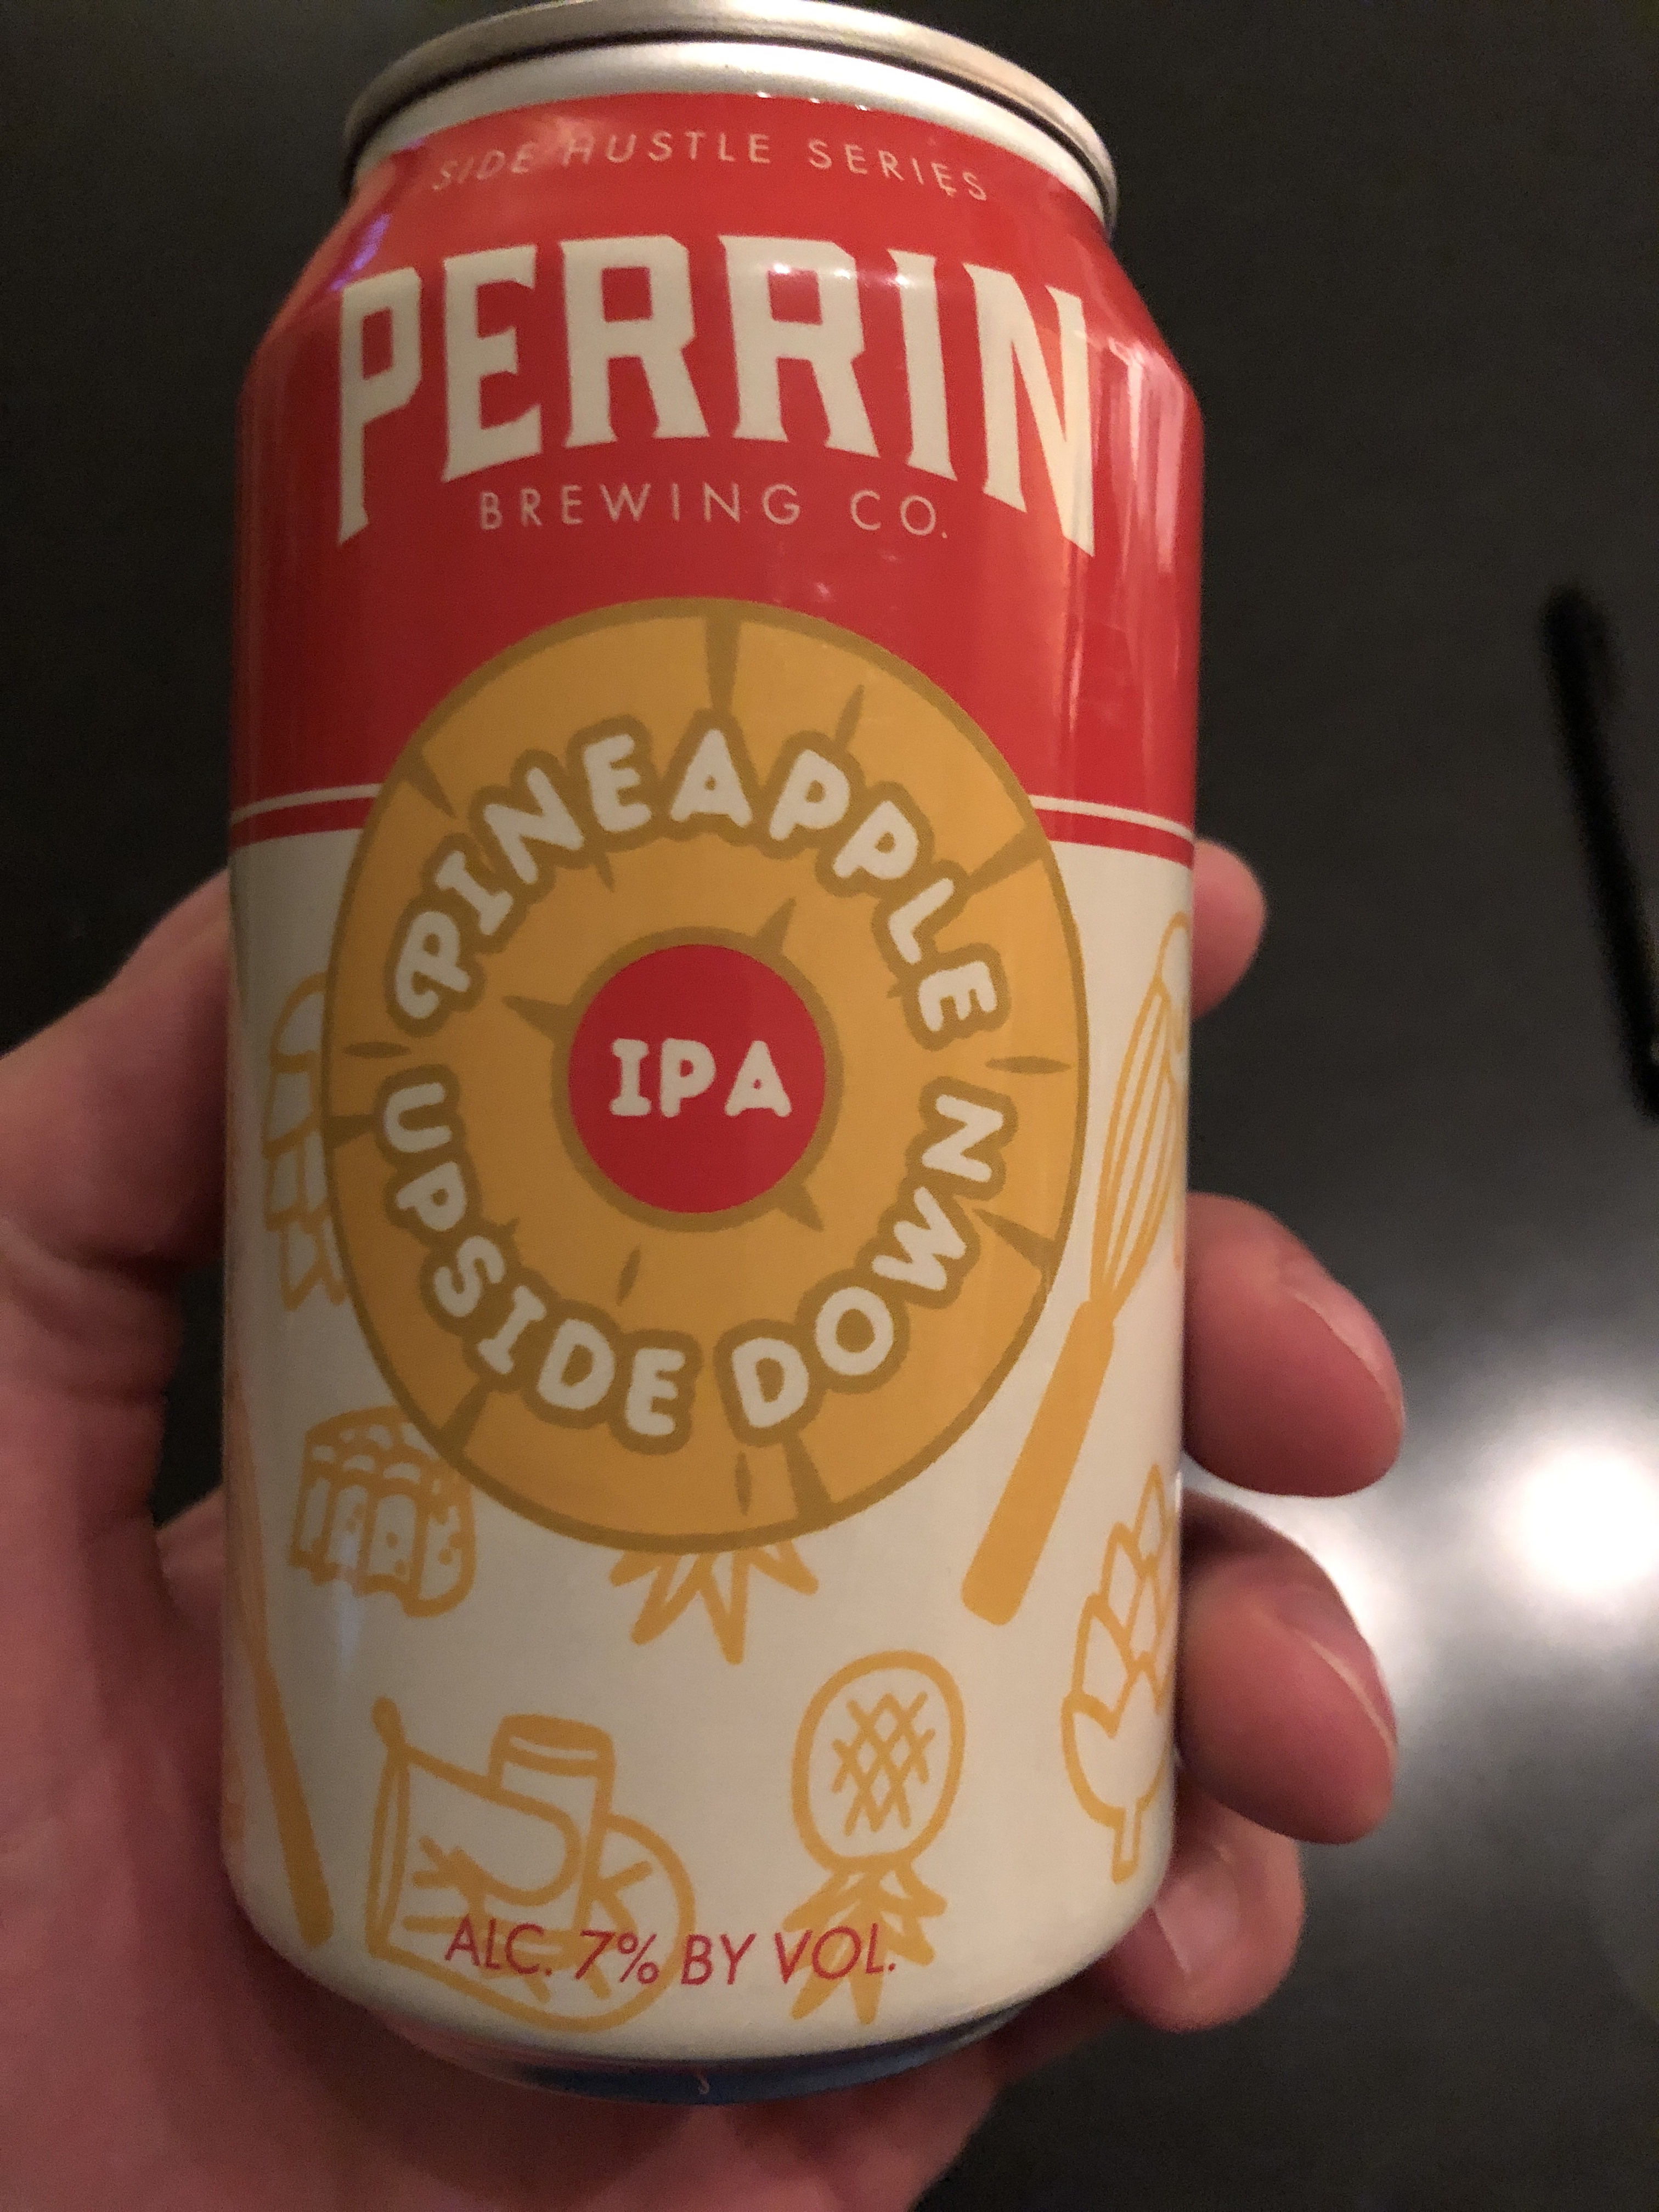 SIDE HUSTLE SERIES
PERRIN
BREWING CO.
PINEAPPLE
IPA
UPSIDE DOWN
ALC. 7% BY VOL.